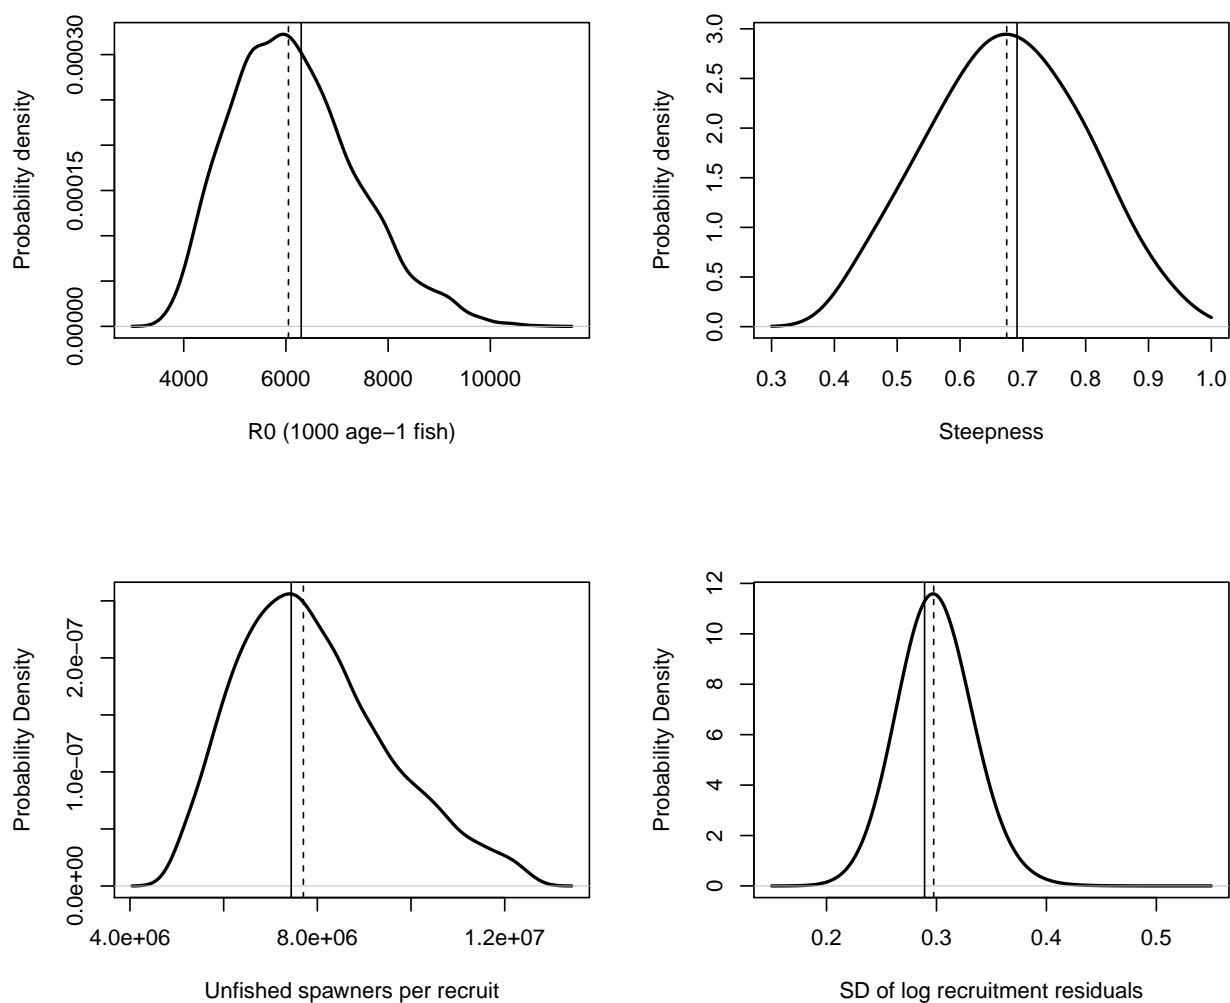 Probability density
0.00000 0.00015 0.00030
4000 6000 8000 10000
R0 (1000 age−1 fish)
Probability density
0.0 0.5 1.0 1.5 2.0 2.5 3.0
0.3 0.4 0.5 0.6 0.7 0.8 0.9 1.0
Steepness
Probability Density
0.0e+00 1.0e−07 2.0e−07
4.0e+06 8.0e+06 1.2e+07
Unfished spawners per recruit
Probability Density
0 2 4 6 8 10 12
0.2 0.3 0.4 0.5
SD of log recruitment residuals